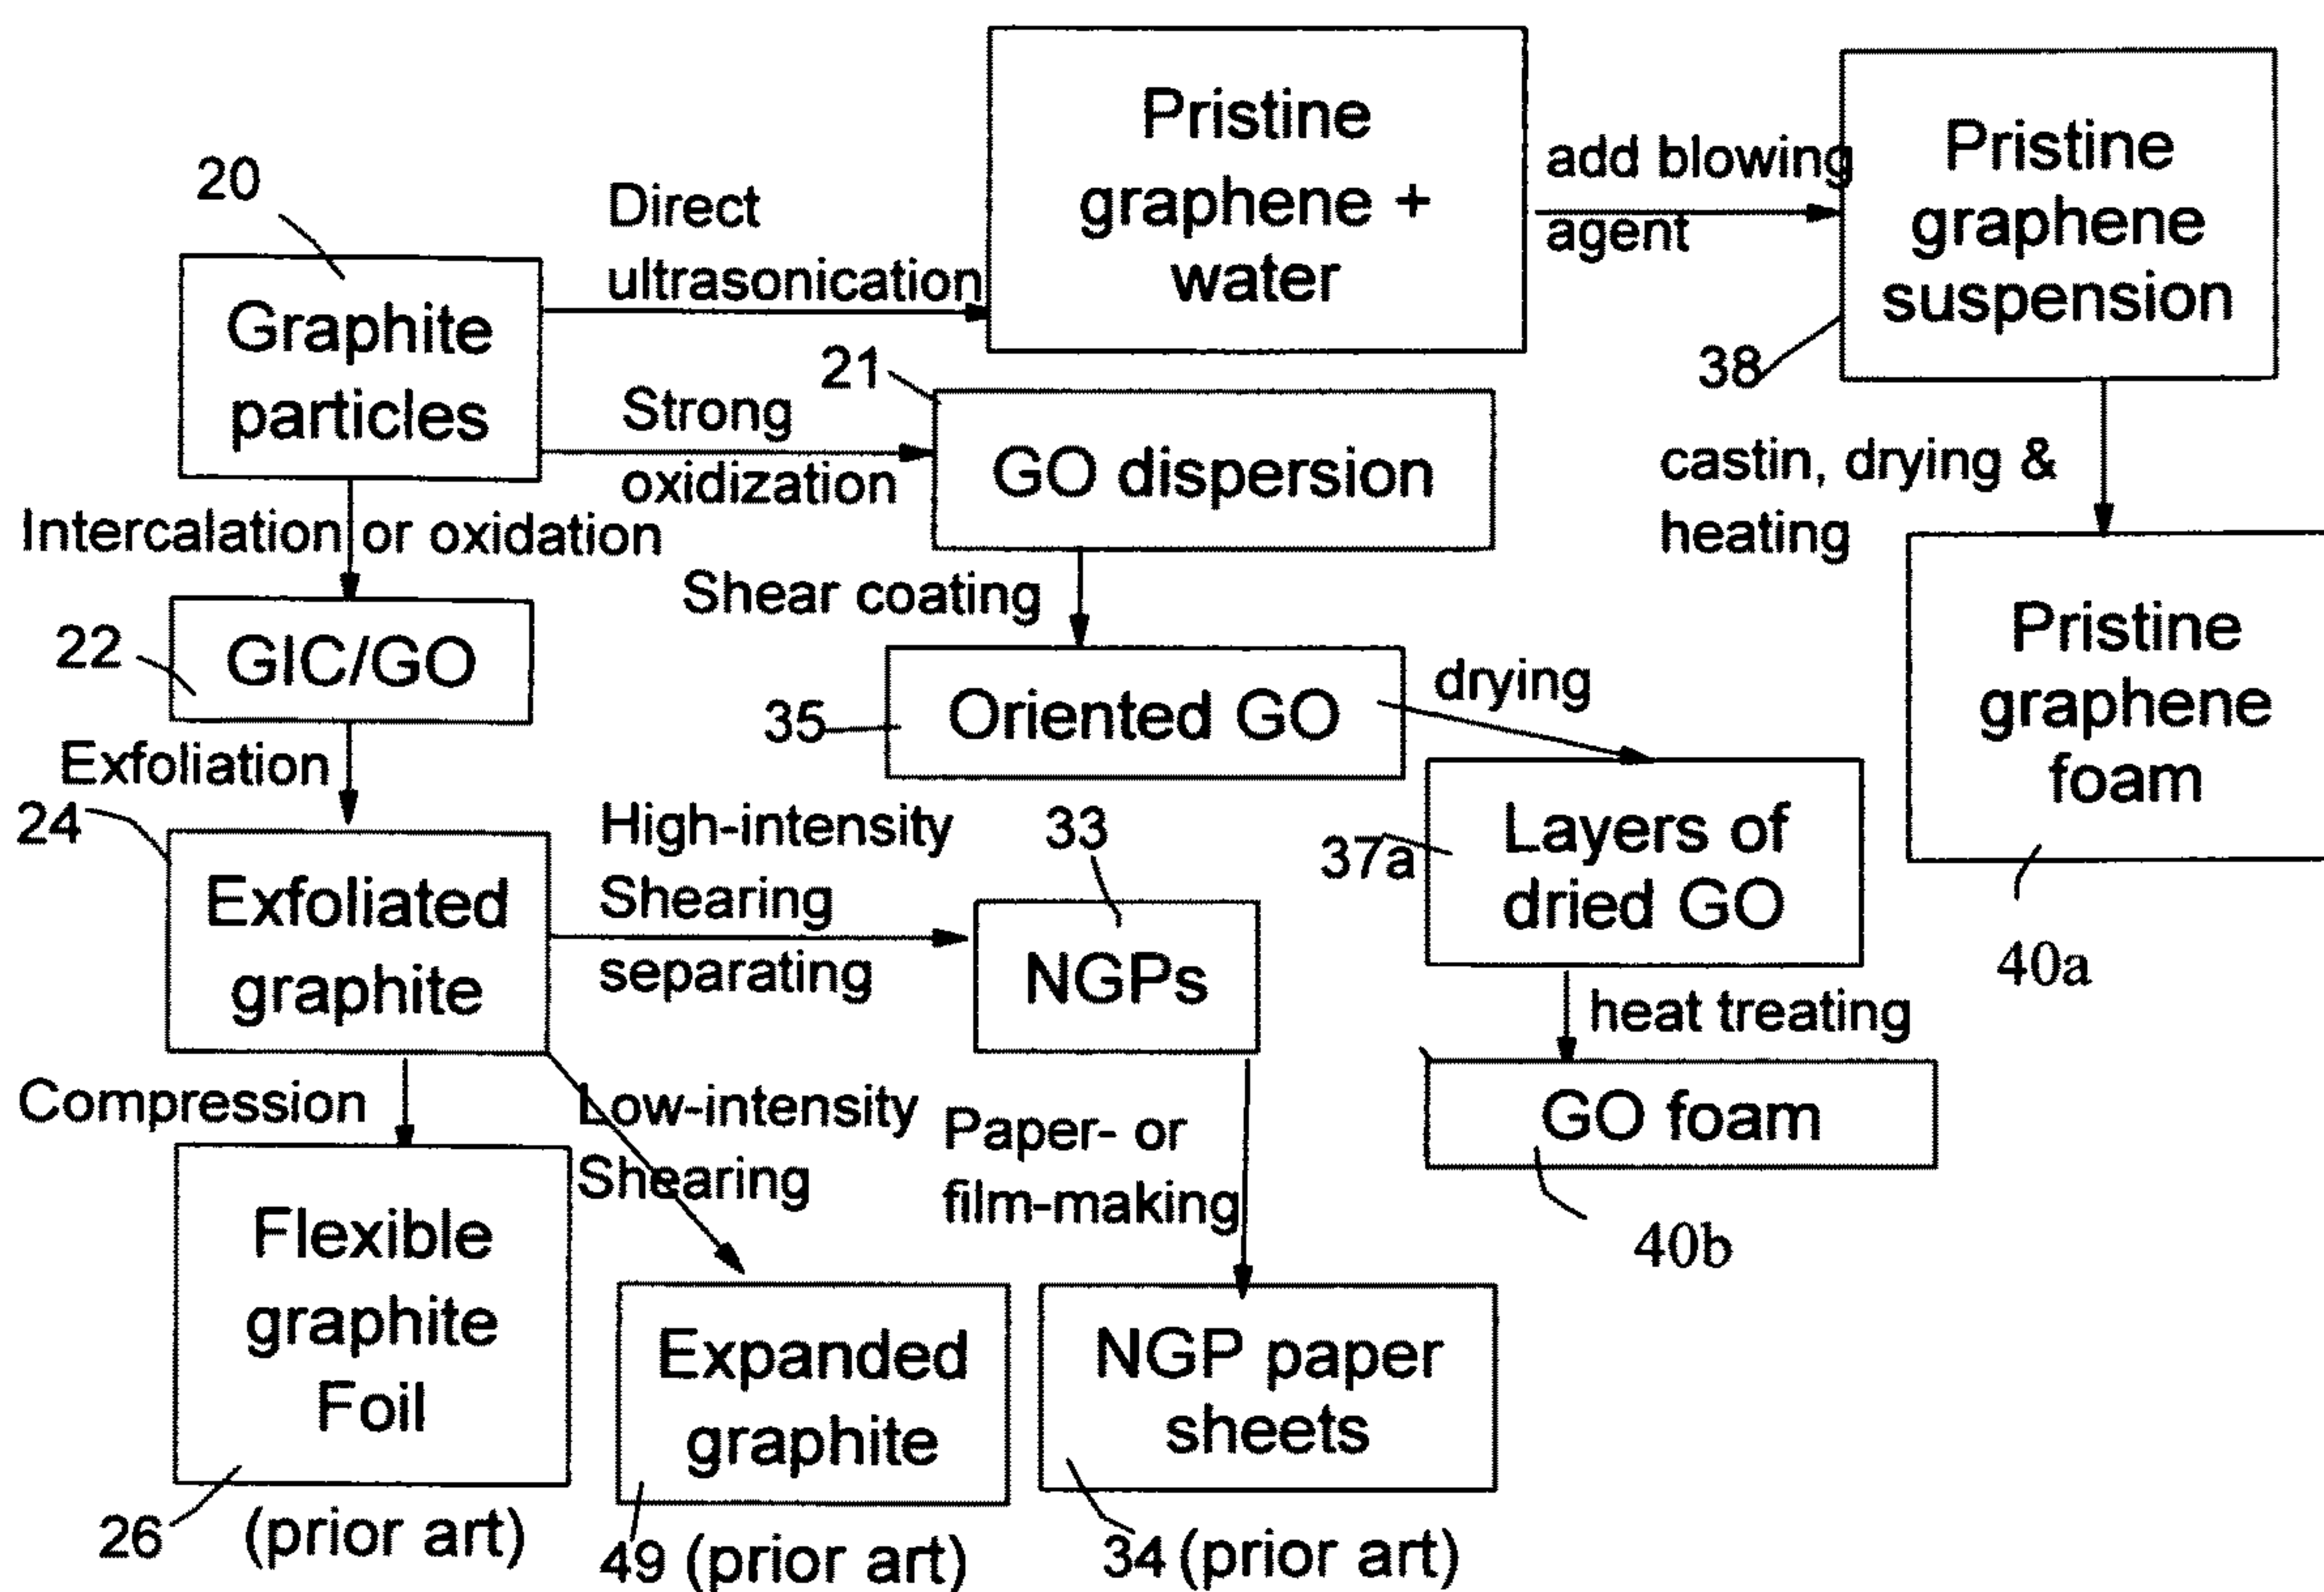 20
Graphite
particles
Direct
ultrasonication
Pristine
graphene +
water
add blowing
agent
Pristine
graphene
suspension
38
Strong
oxidization
21
GO dispersion
castin, drying &
heating
Pristine
graphene
foam
40a
Intercalation or oxidation
22
GIC/GO
Shear coating
35
Oriented GO
drying
37a
Layers of
dried GO
heat treating
GO foam
40b
Exfoliation
24
Exfoliated
graphite
High-intensity
Shearing
separating
33
NGPs
Compression
Low-intensity
Shearing
Paper- or
film-making
Flexible
graphite
Foil
26
(prior art)
Expanded
graphite
49 (prior art)
NGP paper
sheets
34 (prior art)